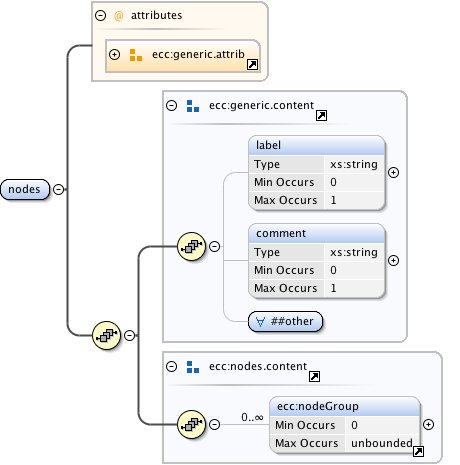 @ attributes
ecc:generic.attrib
ecc:generic.content
label
Type xs:string
Min Occurs 0
Max Occurs 1
nodes
comment
Type xs:string
Min Occurs 0
Max Occurs 1
∀ ##other
ecc:nodes.content
0..∞
ecc:nodeGroup
Min Occurs 0
Max Occurs unbounded